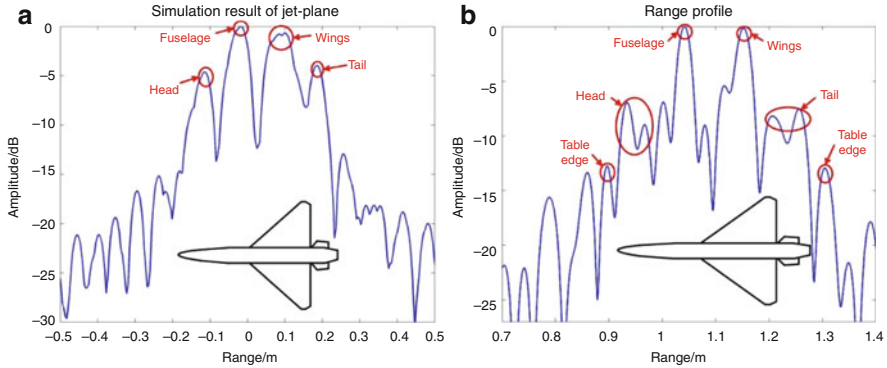 a
Simulation result of jet-plane
Amplitude/dB
0
−5
−10
−15
−20
−25
−30
Fuselage
Wings
Head
Tail
−0.5
−0.4
−0.3
−0.2
−0.1
0
0.1
0.2
0.3
0.4
0.5
Range/m
b
Range profile
Amplitude/dB
0
−5
−10
−15
−20
−25
Fuselage
Wings
Head
Tail
Table
edge
Table
edge
0.7
0.8
0.9
1
1.1
1.2
1.3
1.4
Range/m